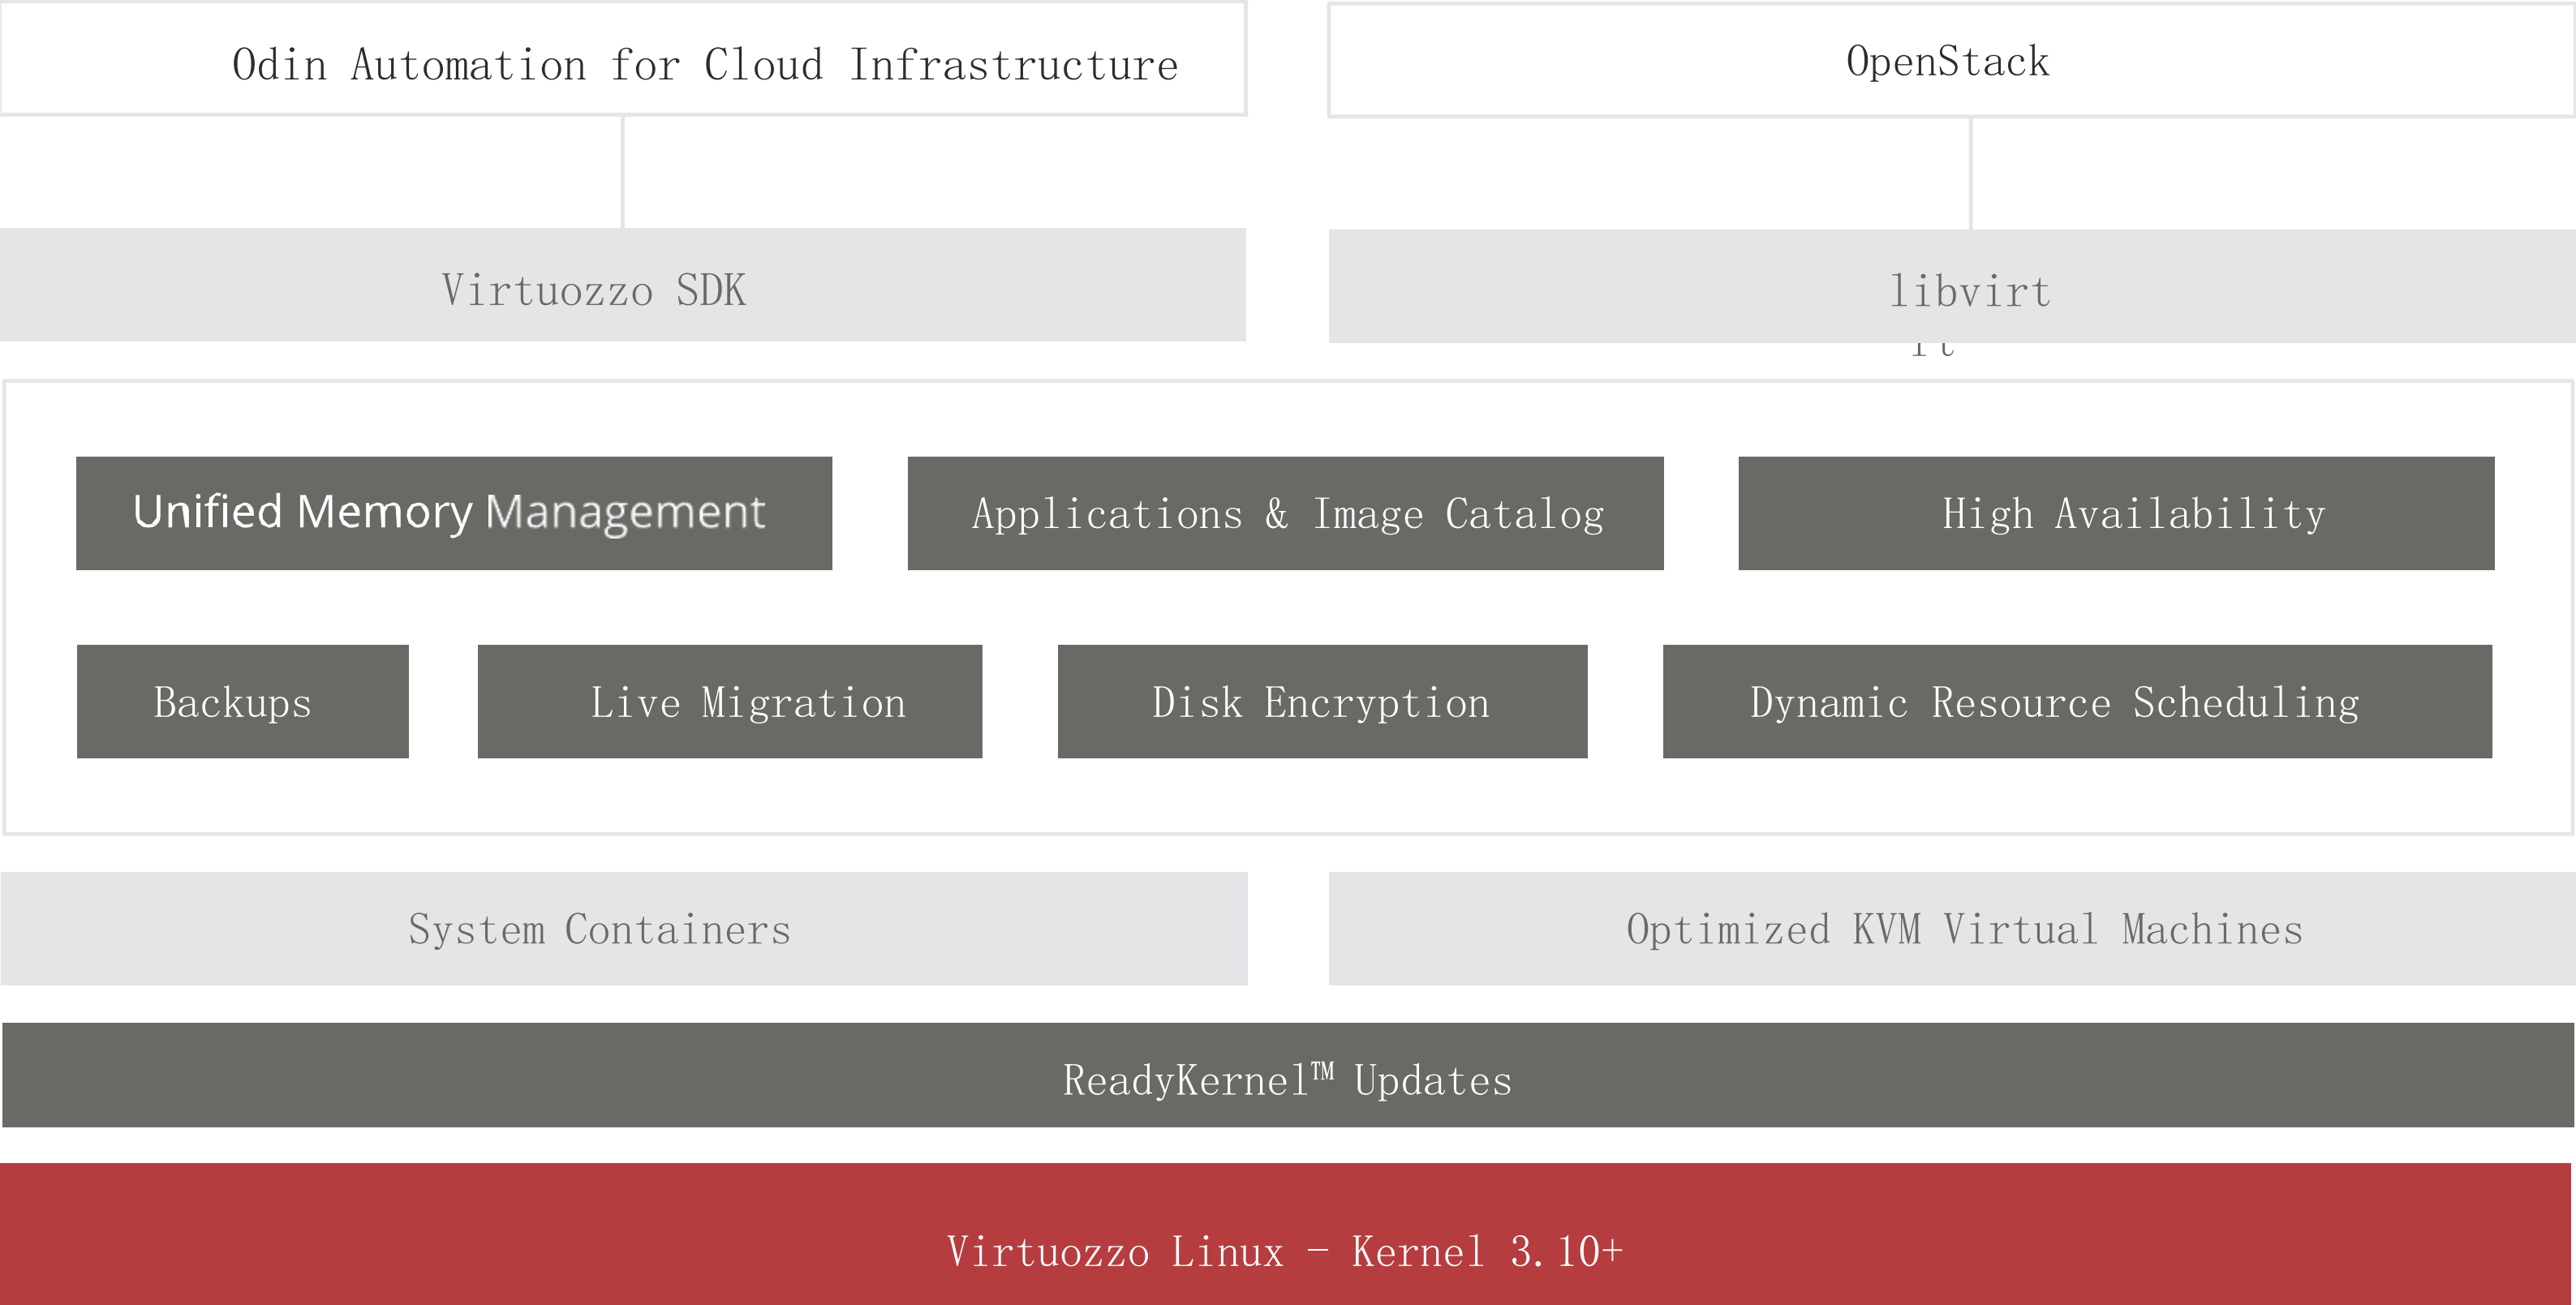 Odin Automation for Cloud Infrastructure
OpenStack
Virtuozzo SDK
libvirt
Unified Memory Management
Applications & Image Catalog
High Availability
Backups
Live Migration
Disk Encryption
Dynamic Resource Scheduling
System Containers
Optimized KVM Virtual Machines
ReadyKernel™ Updates
Virtuozzo Linux – Kernel 3.10+